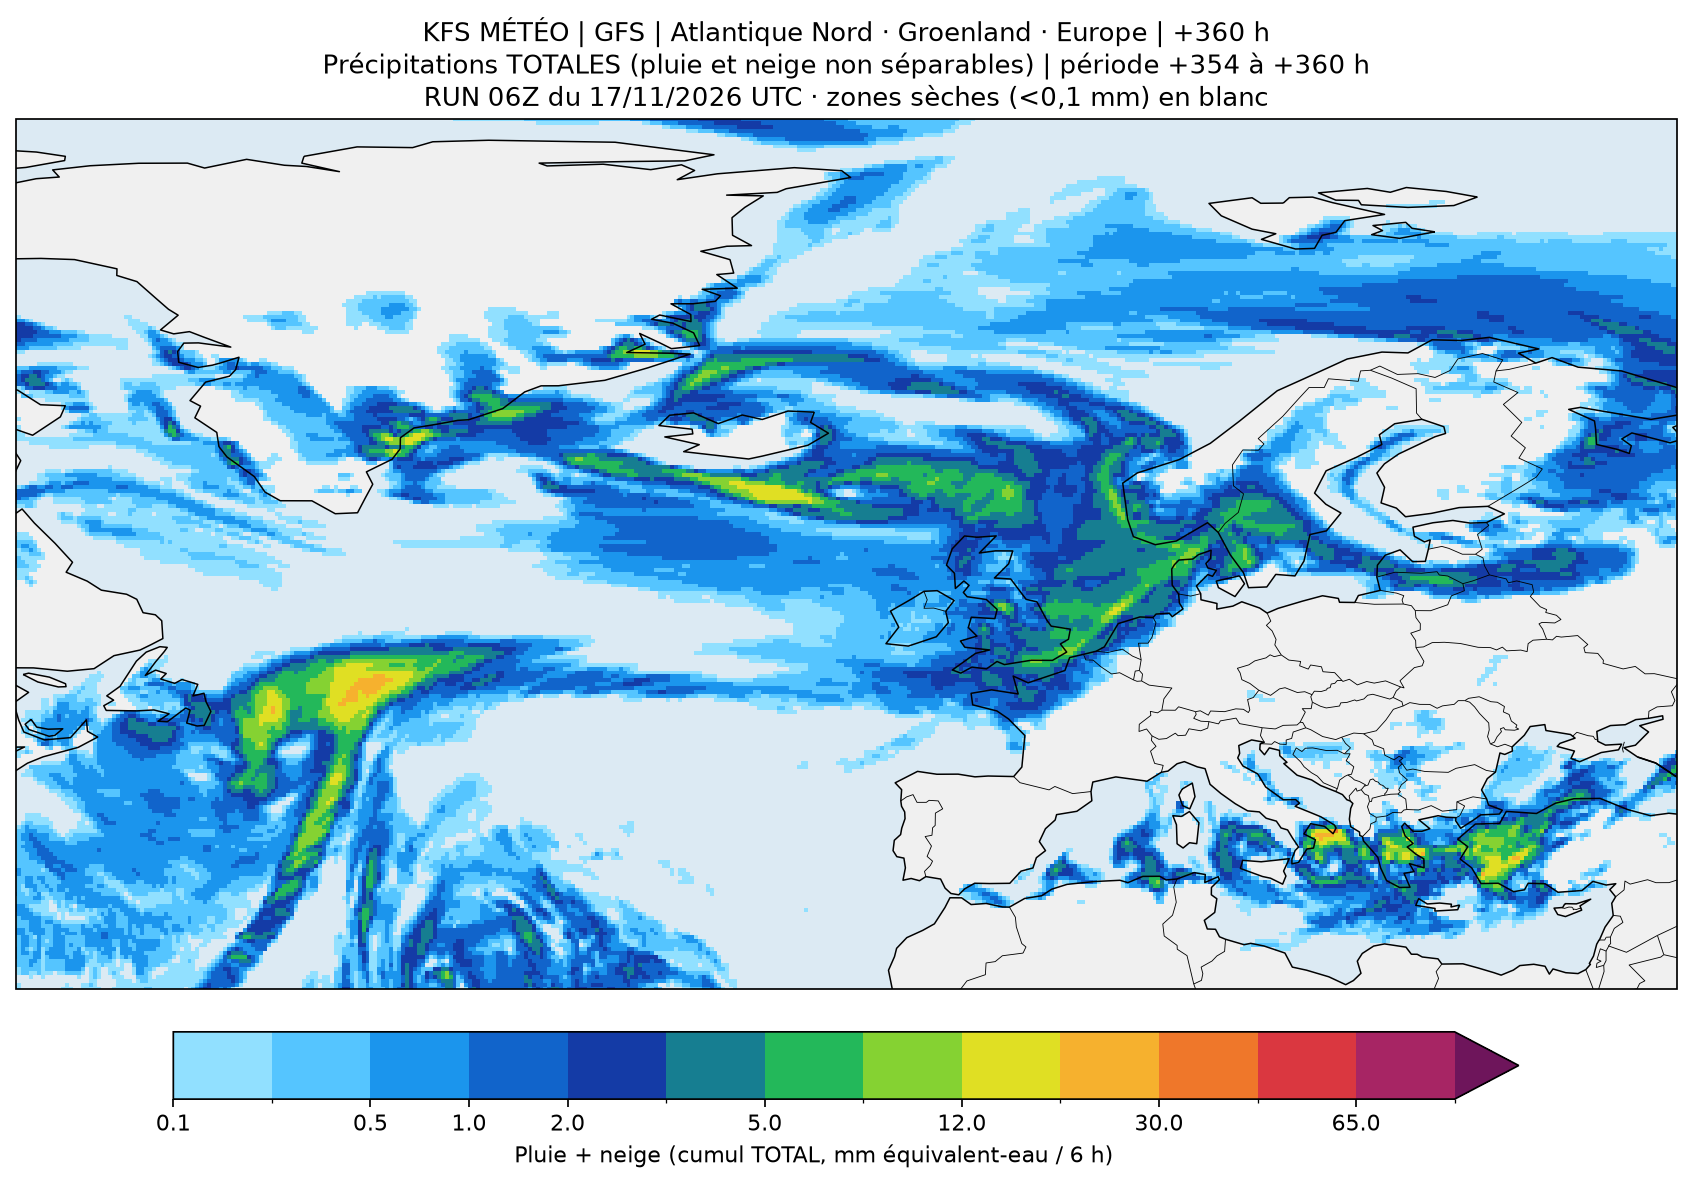 KFS MÉTÉO | GFS | Atlantique Nord · Groenland · Europe | +360 h
Précipitations TOTALES (pluie et neige non séparables) | période +354 à +360 h
RUN 06Z du 17/11/2026 UTC · zones sèches (<0,1 mm) en blanc
0.1 0.5 1.0 2.0 5.0 12.0 30.0 65.0
Pluie + neige (cumul TOTAL, mm équivalent-eau / 6 h)